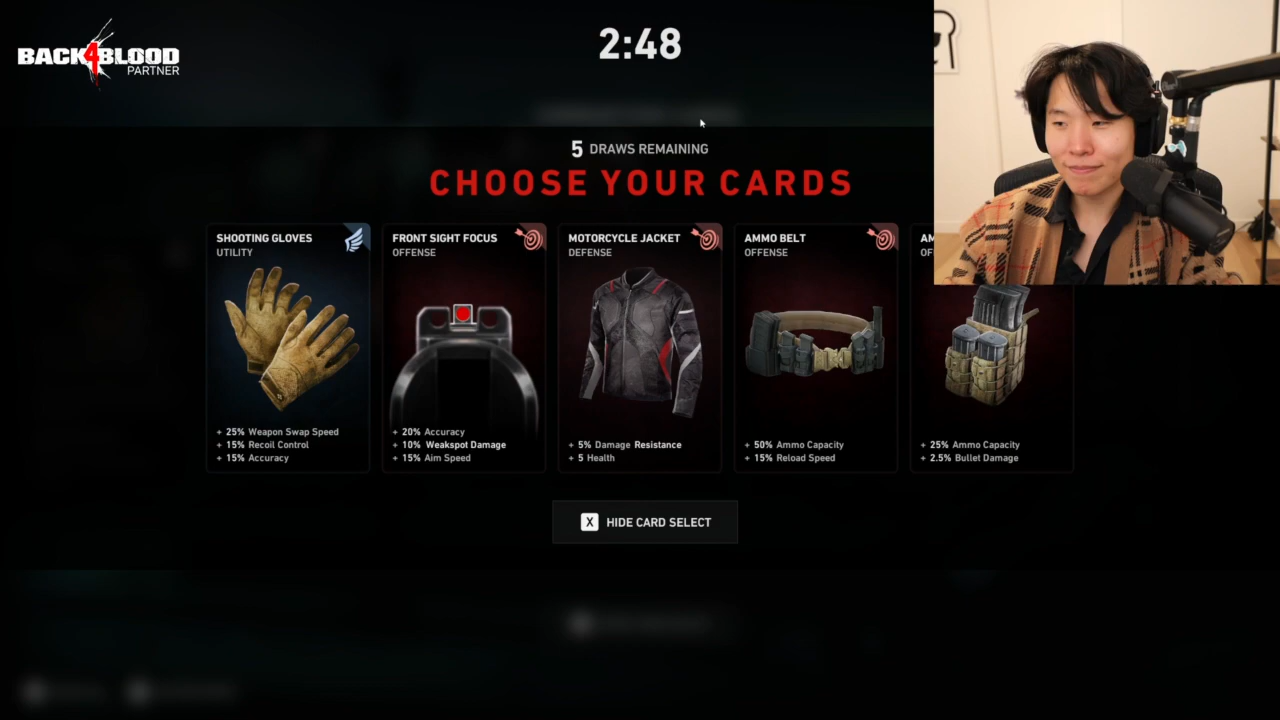 BACK4BLOOD
PARTNER
2:48
5 DRAWS REMAINING
CHOOSE YOUR CARDS
SHOOTING GLOVES
UTILITY
+ 25% Weapon Swap Speed
+ 15% Recoil Control
+ 15% Accuracy
FRONT SIGHT FOCUS
OFFENSE
+ 20% Accuracy
+ 10% Weakspot Damage
+ 15% Aim Speed
MOTORCYCLE JACKET
DEFENSE
+ 5% Damage Resistance
+ 5 Health
AMMO BELT
OFFENSE
+ 50% Ammo Capacity
+ 15% Reload Speed
+ 25% Ammo Capacity
+ 2.5% Bullet Damage
X HIDE CARD SELECT